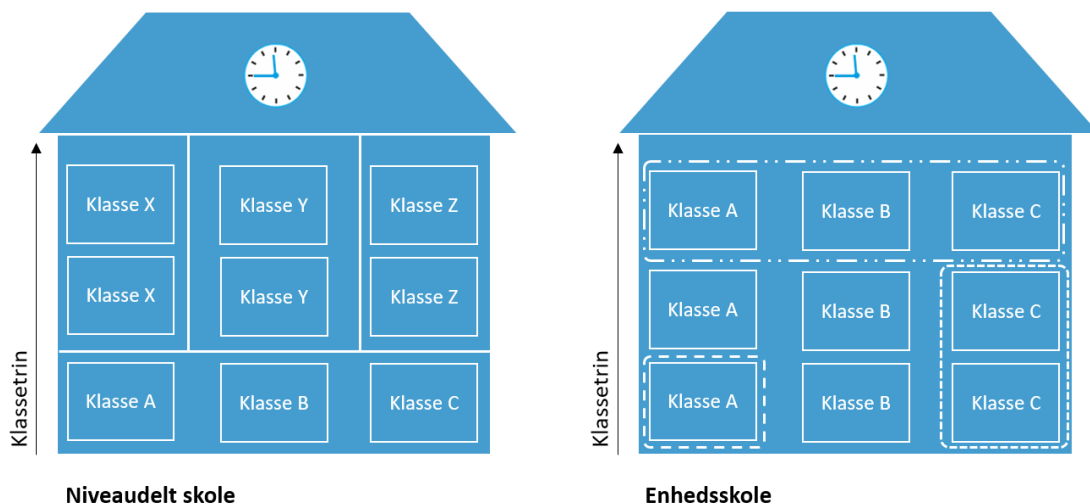 Klassetrin
Klasse X
Klasse Y
Klasse Z
Klasse X
Klasse Y
Klasse Z
Klasse A
Klasse B
Klasse C
Niveaudelt skole
Klassetrin
Klasse A
Klasse B
Klasse C
Klasse A
Klasse B
Klasse C
Klasse A
Klasse B
Klasse C
Enhedsskole